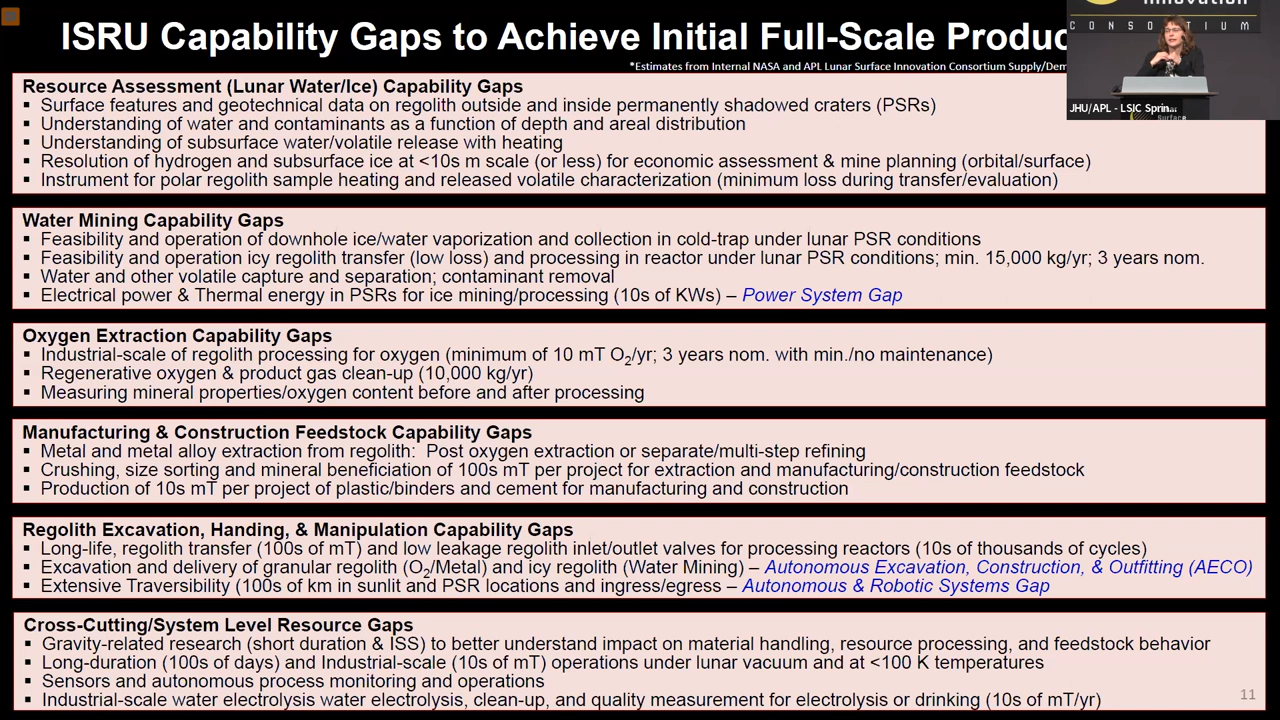 ISRU Capability Gaps to Achieve Initial Full-Scale Produc
*Estimates from Internal NASA and APL Lunar Surface Innovation Consortium Supply/Dem
Innovation
CONSORTIUM
JHU/APL - LSIC Sprin...
Surface
Resource Assessment (Lunar Water/Ice) Capability Gaps
▪ Surface features and geotechnical data on regolith outside and inside permanently shadowed craters (PSRs)
▪ Understanding of water and contaminants as a function of depth and areal distribution
▪ Understanding of subsurface water/volatile release with heating
▪ Resolution of hydrogen and subsurface ice at <10s m scale (or less) for economic assessment & mine planning (orbital/surface)
▪ Instrument for polar regolith sample heating and released volatile characterization (minimum loss during transfer/evaluation)
Water Mining Capability Gaps
▪ Feasibility and operation of downhole ice/water vaporization and collection in cold-trap under lunar PSR conditions
▪ Feasibility and operation icy regolith transfer (low loss) and processing in reactor under lunar PSR conditions; min. 15,000 kg/yr; 3 years nom.
▪ Water and other volatile capture and separation; contaminant removal
▪ Electrical power & Thermal energy in PSRs for ice mining/processing (10s of KWs) – Power System Gap
Oxygen Extraction Capability Gaps
▪ Industrial-scale of regolith processing for oxygen (minimum of 10 mT O2/yr; 3 years nom. with min./no maintenance)
▪ Regenerative oxygen & product gas clean-up (10,000 kg/yr)
▪ Measuring mineral properties/oxygen content before and after processing
Manufacturing & Construction Feedstock Capability Gaps
▪ Metal and metal alloy extraction from regolith: Post oxygen extraction or separate/multi-step refining
▪ Crushing, size sorting and mineral beneficiation of 100s mT per project for extraction and manufacturing/construction feedstock
▪ Production of 10s mT per project of plastic/binders and cement for manufacturing and construction
Regolith Excavation, Handing, & Manipulation Capability Gaps
▪ Long-life, regolith transfer (100s of mT) and low leakage regolith inlet/outlet valves for processing reactors (10s of thousands of cycles)
▪ Excavation and delivery of granular regolith (O2/Metal) and icy regolith (Water Mining) – Autonomous Excavation, Construction, & Outfitting (AECO)
▪ Extensive Traversibility (100s of km in sunlit and PSR locations and ingress/egress – Autonomous & Robotic Systems Gap
Cross-Cutting/System Level Resource Gaps
▪ Gravity-related research (short duration & ISS) to better understand impact on material handling, resource processing, and feedstock behavior
▪ Long-duration (100s of days) and Industrial-scale (10s of mT) operations under lunar vacuum and at <100 K temperatures
▪ Sensors and autonomous process monitoring and operations
▪ Industrial-scale water electrolysis water electrolysis, clean-up, and quality measurement for electrolysis or drinking (10s of mT/yr)
11